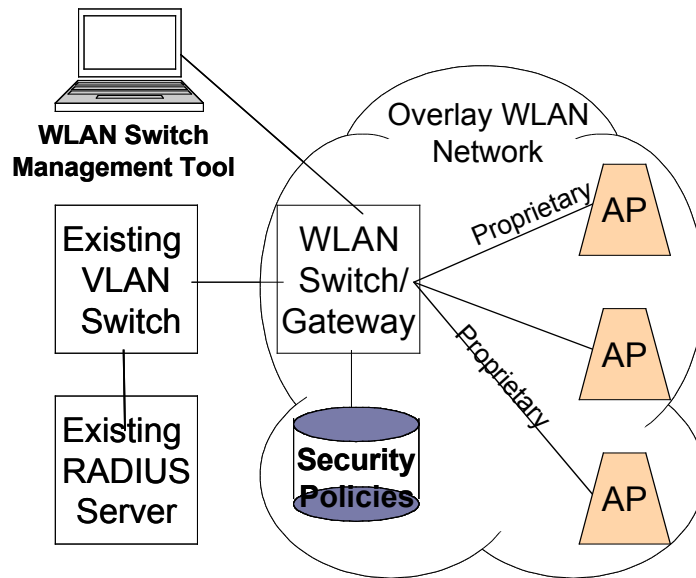 WLAN Switch
Management Tool
Overlay WLAN
Network
Existing
VLAN
Switch
WLAN
Switch/
Gateway
Proprietary
AP
AP
Proprietary
AP
Existing
RADIUS
Server
Security
Policies